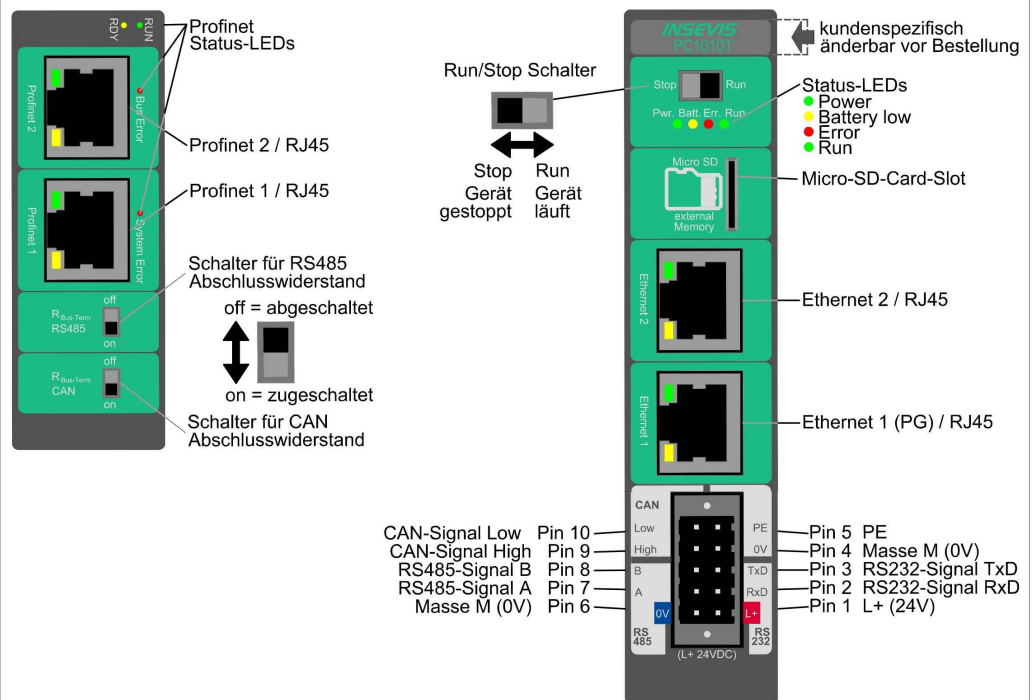 RDY
RUN
Profinet
Status-LEDs
Profinet 2
Bus Error
Profinet 2 / RJ45
Profinet 1
System Error
Profinet 1 / RJ45
Schalter für RS485
Abschlusswiderstand
off
R Bus-Term
RS485
on
off = abgeschaltet
on = zugeschaltet
off
R Bus-Term
CAN
on
Schalter für CAN
Abschlusswiderstand
INSEVIS
PC1010T
kundenspezifisch
änderbar vor Bestellung
Run/Stop Schalter
Stop Run
Gerät Gerät
gestoppt läuft
Stop Run
Pwr. Batt. Err. Run
Status-LEDs
Power
Battery low
Error
Run
Micro SD
external
Memory
Micro-SD-Card-Slot
Ethernet 2
Ethernet 2 / RJ45
Ethernet 1
Ethernet 1 (PG) / RJ45
CAN
Low
High
B
A
0V
RS
485
PE
0V
TxD
RxD
L+
RS
232
(L+ 24VDC)
CAN-Signal Low Pin 10
CAN-Signal High Pin 9
RS485-Signal B Pin 8
RS485-Signal A Pin 7
Masse M (0V) Pin 6
Pin 5 PE
Pin 4 Masse M (0V)
Pin 3 RS232-Signal TxD
Pin 2 RS232-Signal RxD
Pin 1 L+ (24V)